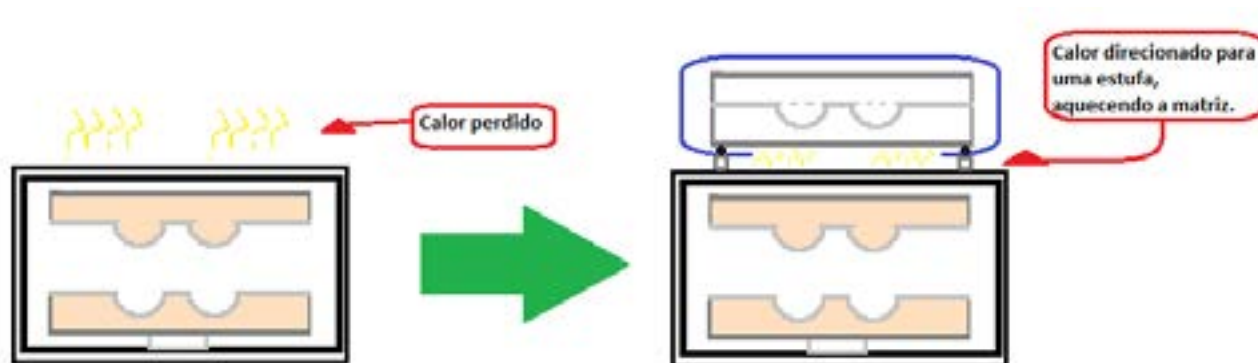 Calor perdido
Calor direcionado para
uma estufa,
aquecendo a matriz.